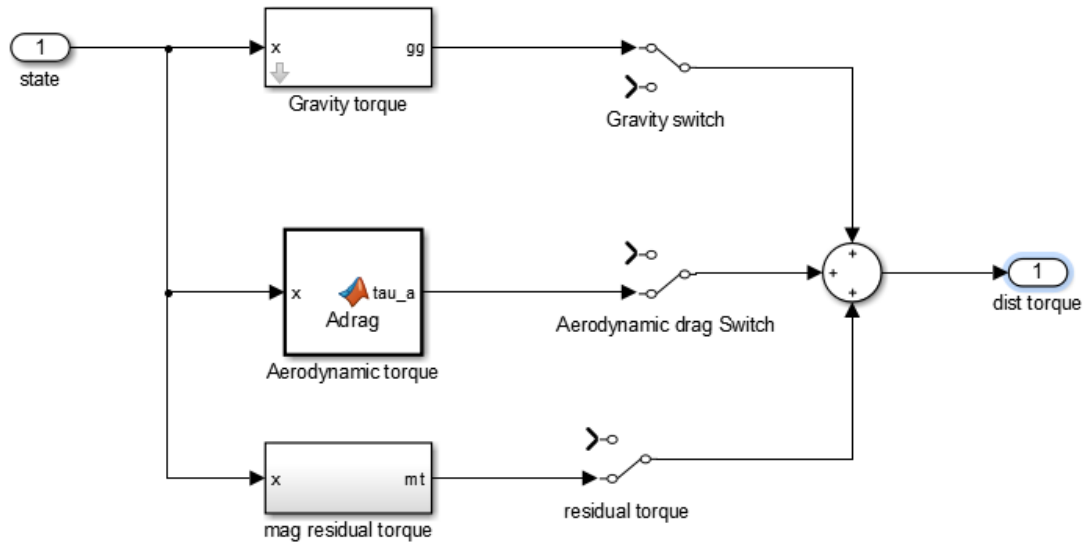 1
state
x
gg
Gravity torque
Gravity switch
x
tau_a
Adrag
Aerodynamic torque
Aerodynamic drag Switch
+
+
+
1
dist torque
x
mt
mag residual torque
residual torque